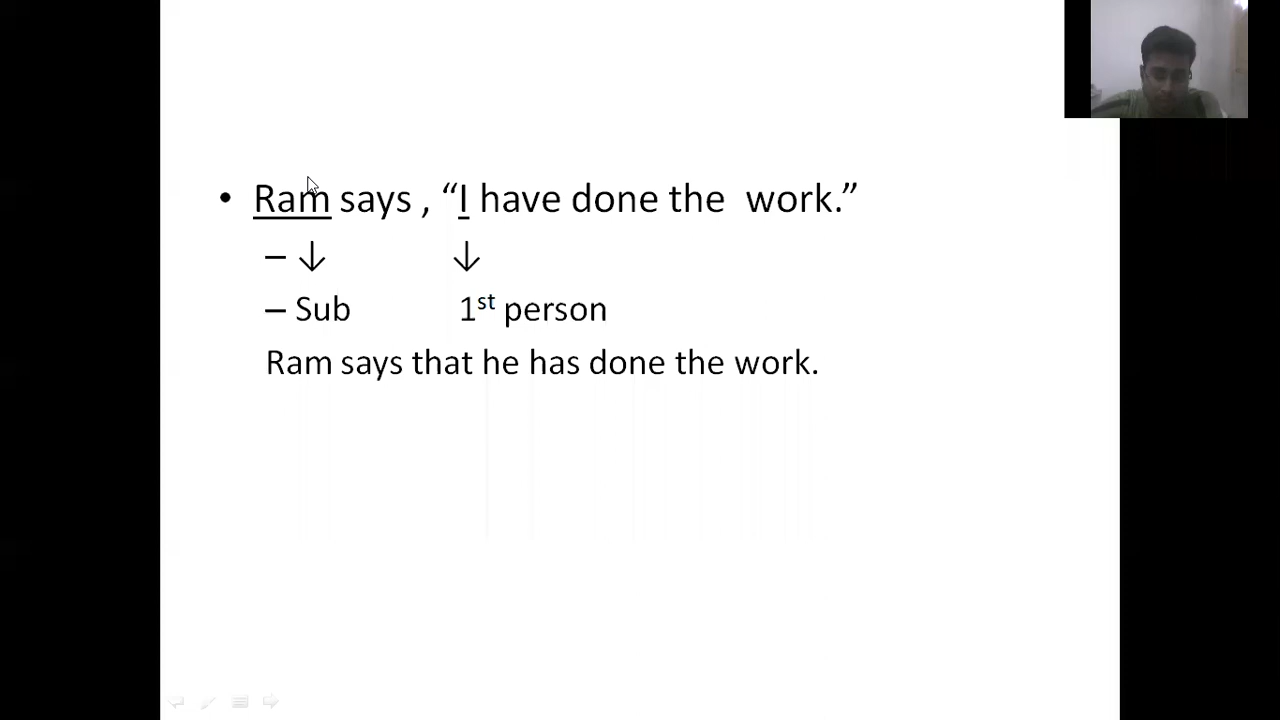 • Ram says , “I have done the work.”
– ↓ ↓
– Sub 1st person
Ram says that he has done the work.